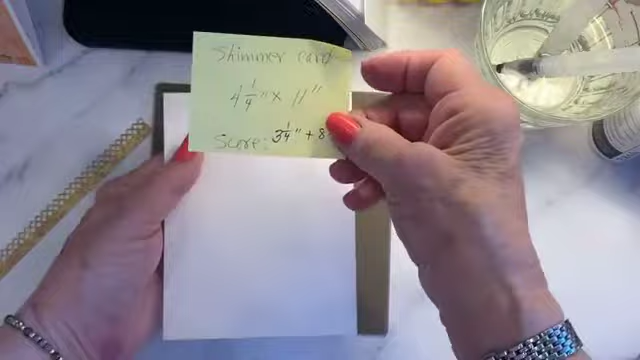 Shimmer card
4 1/4" x 11"
Score: 3 1/4" + 8